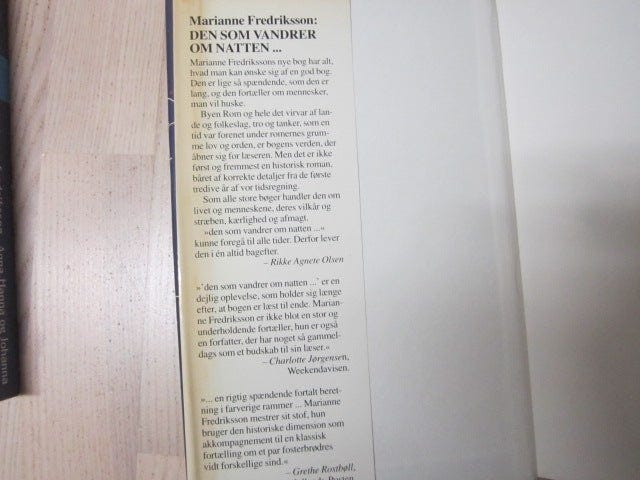 Marianne Fredriksson:
DEN SOM VANDRER
OM NATTEN ...
Marianne Fredrikssons nye bog har alt,
hvad man kan ønske sig af en god bog.
Den er lige så spændende, som den er
lang, og den fortæller om mennesker,
man vil huske.
Byen Rom og hele det virvar af lan-
de og folkeslag, tro og tanker, som en
tid var forenet under romernes grum-
me lov og orden, er bogens verden, der
åbner sig for læseren. Men det er ikke
først og fremmest en historisk roman,
båret af korrekte detaljer fra de første
tredive år af vor tidsregning.
Som alle store bøger handler den om
livet og menneskene, deres vilkår og
stræben, kærlighed og afmagt.
»den som vandrer om natten ...«
kunne foregå til alle tider. Derfor lever
den i én altid bagefter.
– Rikke Agnete Olsen
»'den som vandrer om natten ...' er en
dejlig oplevelse, som holder sig længe
efter, at bogen er læst til ende. Marian-
ne Fredriksson er ikke blot en stor og
underholdende fortæller, hun er også
en forfatter, der har noget så gammel-
dags som et budskab til sin læser.«
– Charlotte Jørgensen,
Weekendavisen.
»... en rigtig spændende fortalt beret-
ning i farverige rammer ... Marianne
Fredriksson mestrer sit stof, hun
bruger den historiske dimension som
akkompagnement til en klassisk
fortælling om et par fosterbrødres
vidt forskellige sind.«
– Grethe Rostbøll,
Posten
Anna Hanna og Johanna